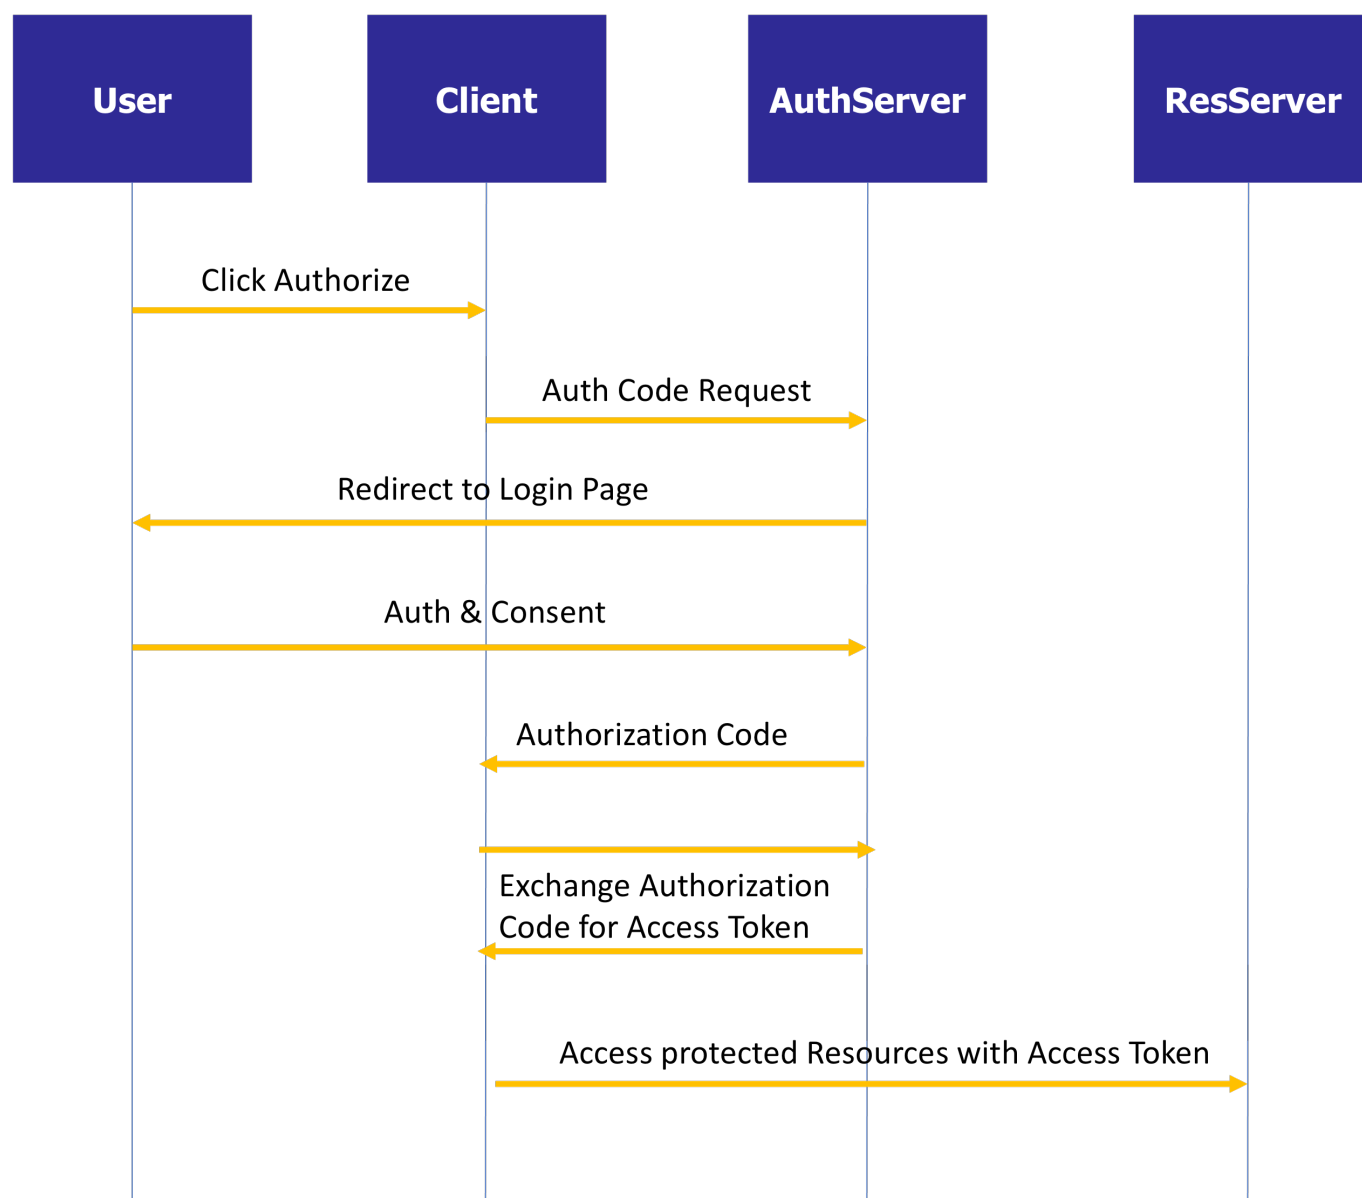 User
Client
AuthServer
ResServer
Click Authorize
Auth Code Request
Redirect to Login Page
Auth & Consent
Authorization Code
Exchange Authorization
Code for Access Token
Access protected Resources with Access Token